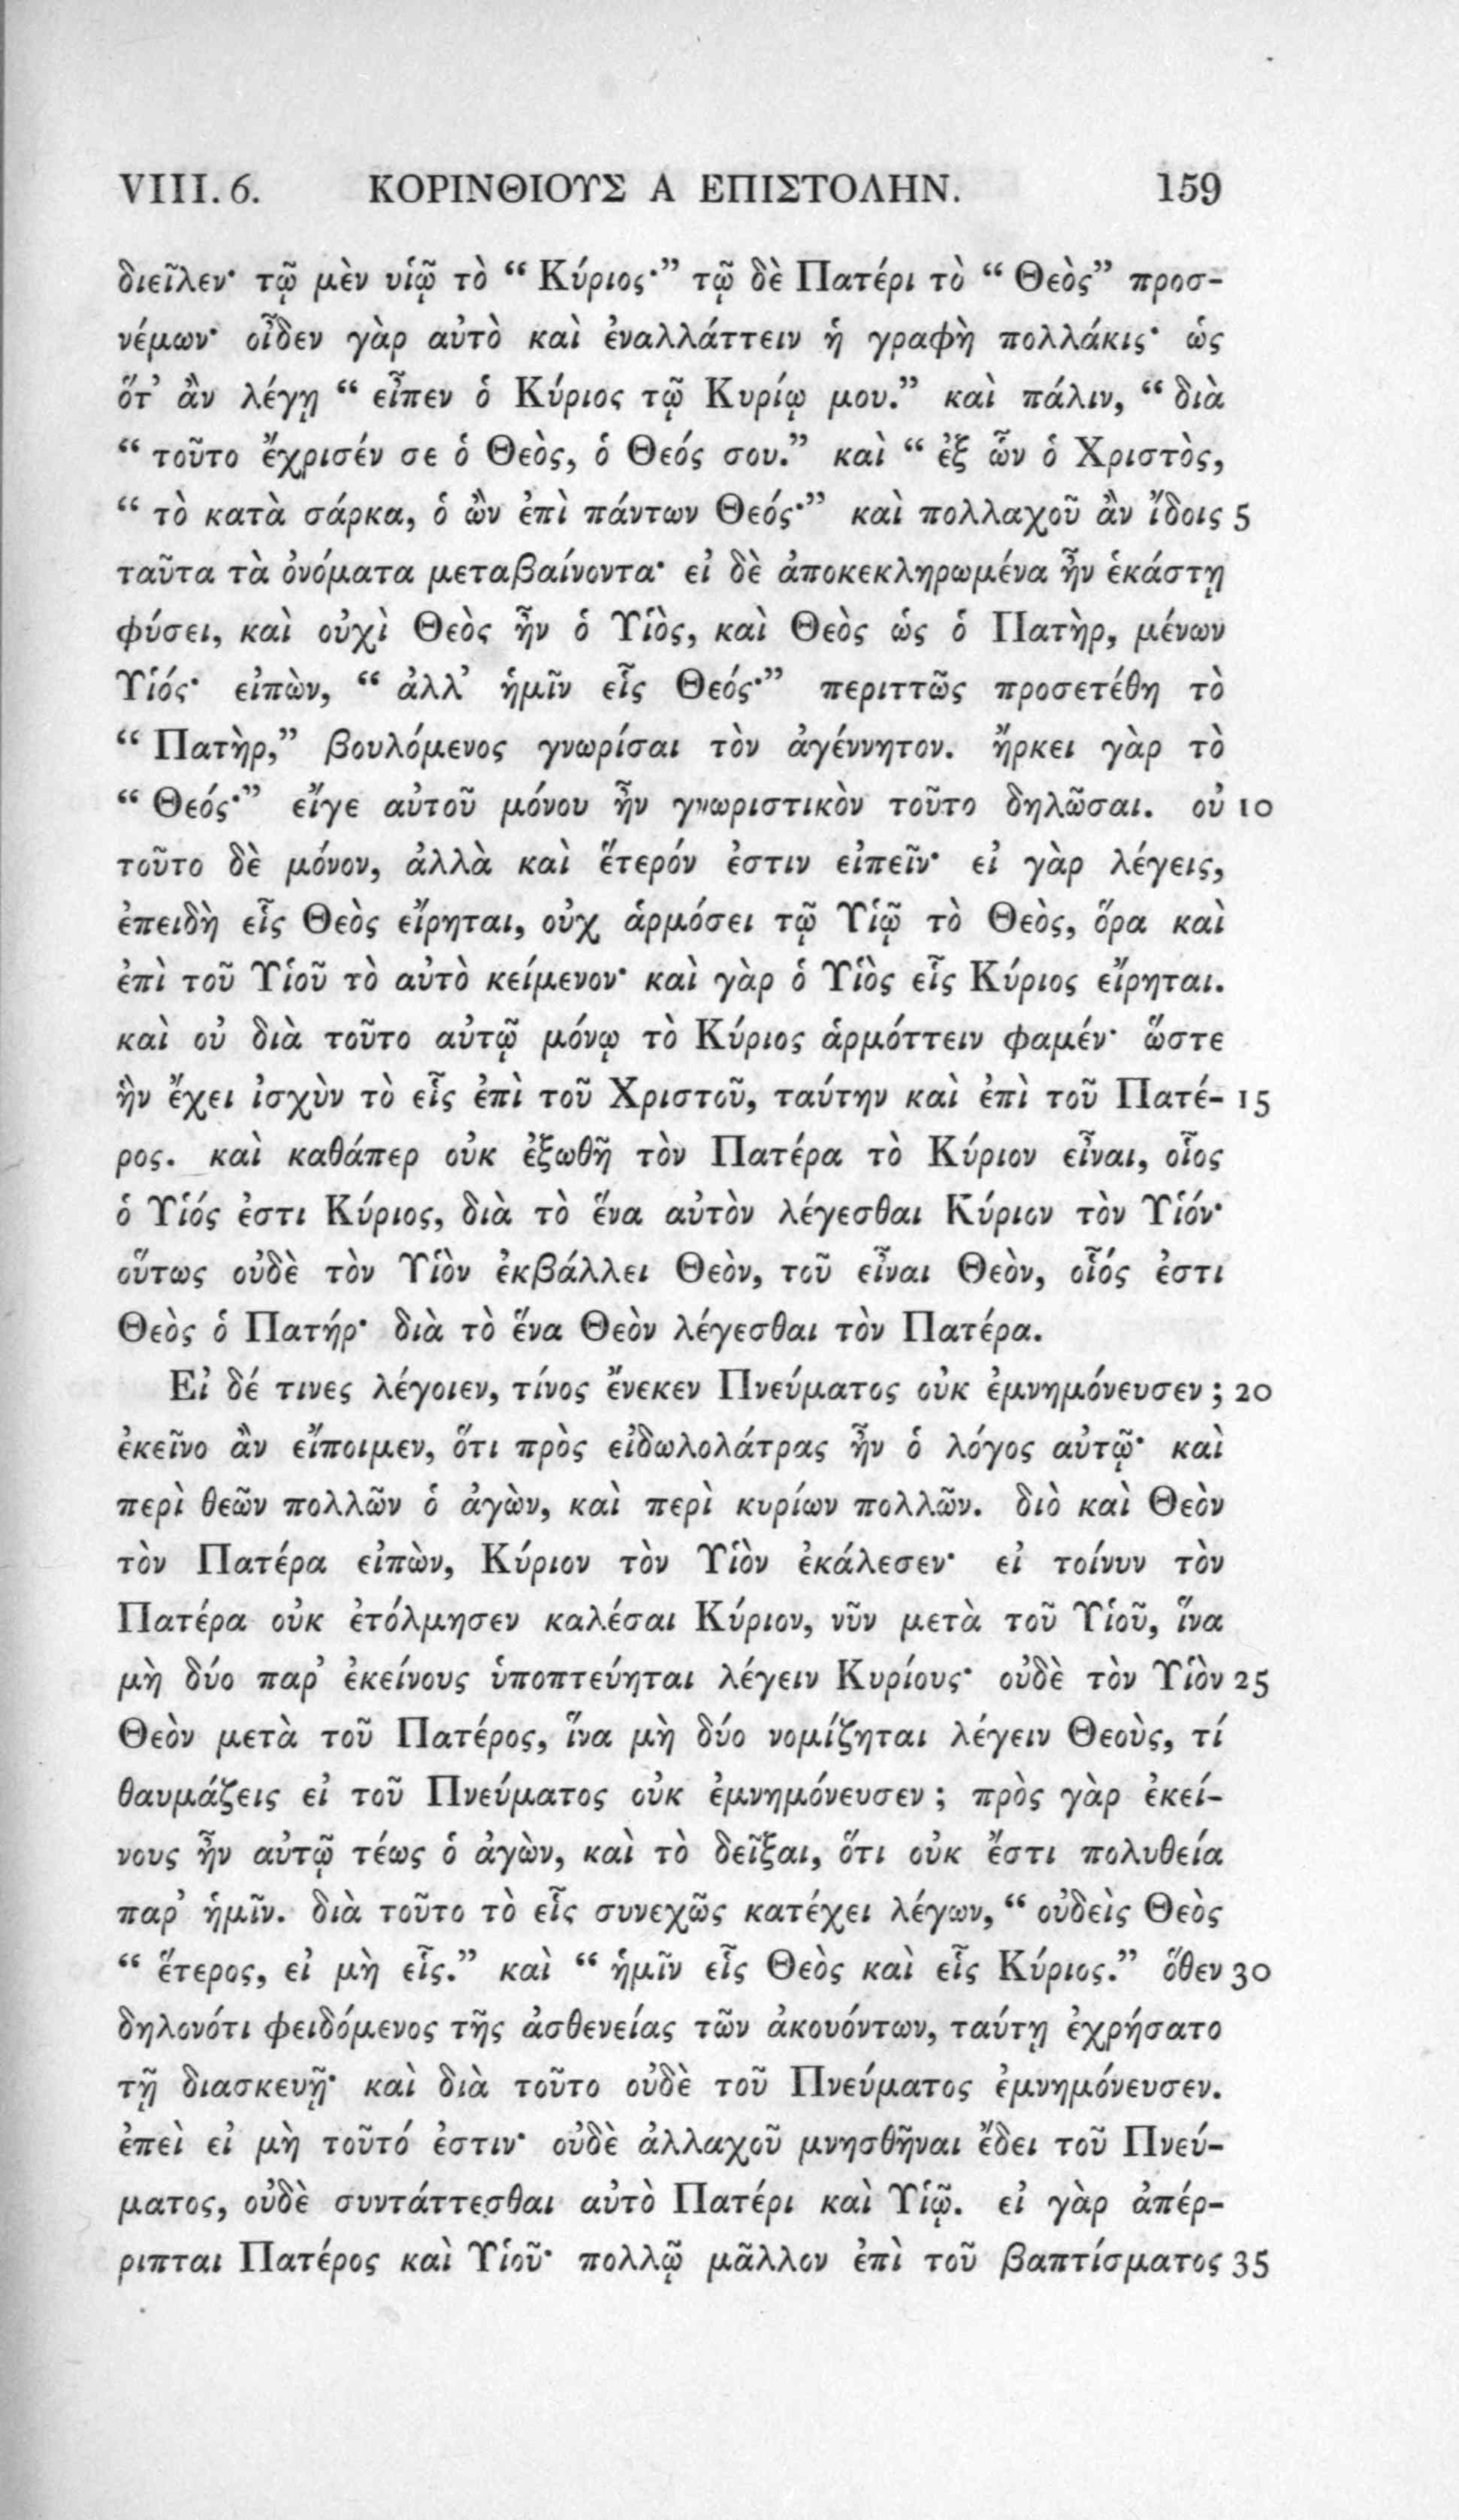 VIII. 6. ΚΟΡΙΝΘΙΟΥΣ Α ΕΠΙΣΤΟΛΗΝ. 159
διεῖλεν· τῷ μὲν υἱῷ τὸ “ Κύριος·” τῷ δὲ Πατέρι τὸ “ Θεὸς” προσ-
νέμων· οἶδεν γὰρ αὐτὸ καὶ ἐναλλάττειν ἡ γραφὴ πολλάκις· ὡς
ὅτ’ ἂν λέγῃ “ εἶπεν ὁ Κύριος τῷ Κυρίῳ μου.” καὶ πάλιν, “ διὰ
“ τοῦτο ἔχρισέν σε ὁ Θεὸς, ὁ Θεός σου.” καὶ “ ἐξ ὧν ὁ Χριστὸς,
“ τὸ κατὰ σάρκα, ὁ ὢν ἐπὶ πάντων Θεός·” καὶ πολλαχοῦ ἂν ἴδοις 5
ταῦτα τὰ ὀνόματα μεταβαίνοντα· εἰ δὲ ἀποκεκληρωμένα ἦν ἑκάστῃ
φύσει, καὶ οὐχὶ Θεὸς ἦν ὁ Υἱὸς, καὶ Θεὸς ὡς ὁ Πατὴρ, μένων
Υἱός· εἰπὼν, “ ἀλλ’ ἡμῖν εἷς Θεός·” περιττῶς προσετέθη τὸ
“ Πατὴρ,” βουλόμενος γνωρίσαι τὸν ἀγέννητον. ἤρκει γὰρ τὸ
“ Θεός·” εἴγε αὐτοῦ μόνου ἦν γνωριστικὸν τοῦτο δηλῶσαι. οὐ 10
τοῦτο δὲ μόνον, ἀλλὰ καὶ ἕτερόν ἐστιν εἰπεῖν· εἰ γὰρ λέγεις,
ἐπειδὴ εἷς Θεὸς εἴρηται, οὐχ ἁρμόσει τῷ Υἱῷ τὸ Θεὸς, ὅρα καὶ
ἐπὶ τοῦ Υἱοῦ τὸ αὐτὸ κείμενον· καὶ γὰρ ὁ Υἱὸς εἷς Κύριος εἴρηται.
καὶ οὐ διὰ τοῦτο αὐτῷ μόνῳ τὸ Κύριος ἁρμόττειν φαμέν· ὥστε
ἣν ἔχει ἰσχὺν τὸ εἷς ἐπὶ τοῦ Χριστοῦ, ταύτην καὶ ἐπὶ τοῦ Πατέ- 15
ρος. καὶ καθάπερ οὐκ ἐξωθῆ τὸν Πατέρα τὸ Κύριον εἶναι, οἷος
ὁ Υἱός ἐστι Κύριος, διὰ τὸ ἕνα αὐτὸν λέγεσθαι Κύριον τὸν Υἱόν·
οὕτως οὐδὲ τὸν Υἱὸν ἐκβάλλει Θεὸν, τοῦ εἶναι Θεὸν, οἷός ἐστι
Θεὸς ὁ Πατήρ· διὰ τὸ ἕνα Θεὸν λέγεσθαι τὸν Πατέρα.
Εἰ δέ τινες λέγοιεν, τίνος ἕνεκεν Πνεύματος οὐκ ἐμνημόνευσεν ; 20
ἐκεῖνο ἂν εἴποιμεν, ὅτι πρὸς εἰδωλολάτρας ἦν ὁ λόγος αὐτῷ· καὶ
περὶ θεῶν πολλῶν ὁ ἀγὼν, καὶ περὶ κυρίων πολλῶν. διὸ καὶ Θεὸν
τὸν Πατέρα εἰπὼν, Κύριον τὸν Υἱὸν ἐκάλεσεν· εἰ τοίνυν τὸν
Πατέρα οὐκ ἐτόλμησεν καλέσαι Κύριον, νῦν μετὰ τοῦ Υἱοῦ, ἵνα
μὴ δύο παρ’ ἐκείνους ὑποπτεύηται λέγειν Κυρίους· οὐδὲ τὸν Υἱὸν 25
Θεὸν μετὰ τοῦ Πατέρος, ἵνα μὴ δύο νομίζηται λέγειν Θεοὺς, τί
θαυμάζεις εἰ τοῦ Πνεύματος οὐκ ἐμνημόνευσεν ; πρὸς γὰρ ἐκεί-
νους ἦν αὐτῷ τέως ὁ ἀγὼν, καὶ τὸ δεῖξαι, ὅτι οὐκ ἔστι πολυθεία
παρ’ ἡμῖν. διὰ τοῦτο τὸ εἷς συνεχῶς κατέχει λέγων, “ οὐδεὶς Θεὸς
“ ἕτερος, εἰ μὴ εἷς.” καὶ “ ἡμῖν εἷς Θεὸς καὶ εἷς Κύριος.” ὅθεν 30
δηλονότι φειδόμενος τῆς ἀσθενείας τῶν ἀκουόντων, ταύτῃ ἐχρήσατο
τῇ διασκευῇ· καὶ διὰ τοῦτο οὐδὲ τοῦ Πνεύματος ἐμνημόνευσεν.
ἐπεὶ εἰ μὴ τοῦτό ἐστιν· οὐδὲ ἀλλαχοῦ μνησθῆναι ἔδει τοῦ Πνεύ-
ματος, οὐδὲ συντάττεσθαι αὐτὸ Πατέρι καὶ Υἱῷ. εἰ γὰρ ἀπέρ-
ριπται Πατέρος καὶ Υἱοῦ· πολλῷ μᾶλλον ἐπὶ τοῦ βαπτίσματος 35